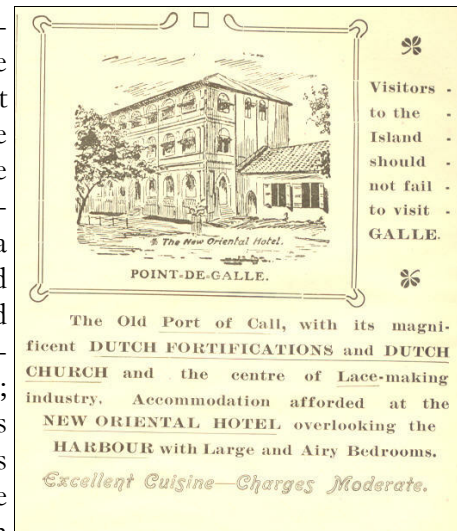 The New Oriental Hotel.
POINT-DE-GALLE.
Visitors -
to the -
Island -
should -
not fail -
to visit -
GALLE.
The Old Port of Call, with its magni-
ficent DUTCH FORTIFICATIONS and DUTCH
CHURCH and the centre of Lace-making
industry. Accommodation afforded at the
NEW ORIENTAL HOTEL overlooking the
HARBOUR with Large and Airy Bedrooms.
Excellent Cuisine—Charges Moderate.